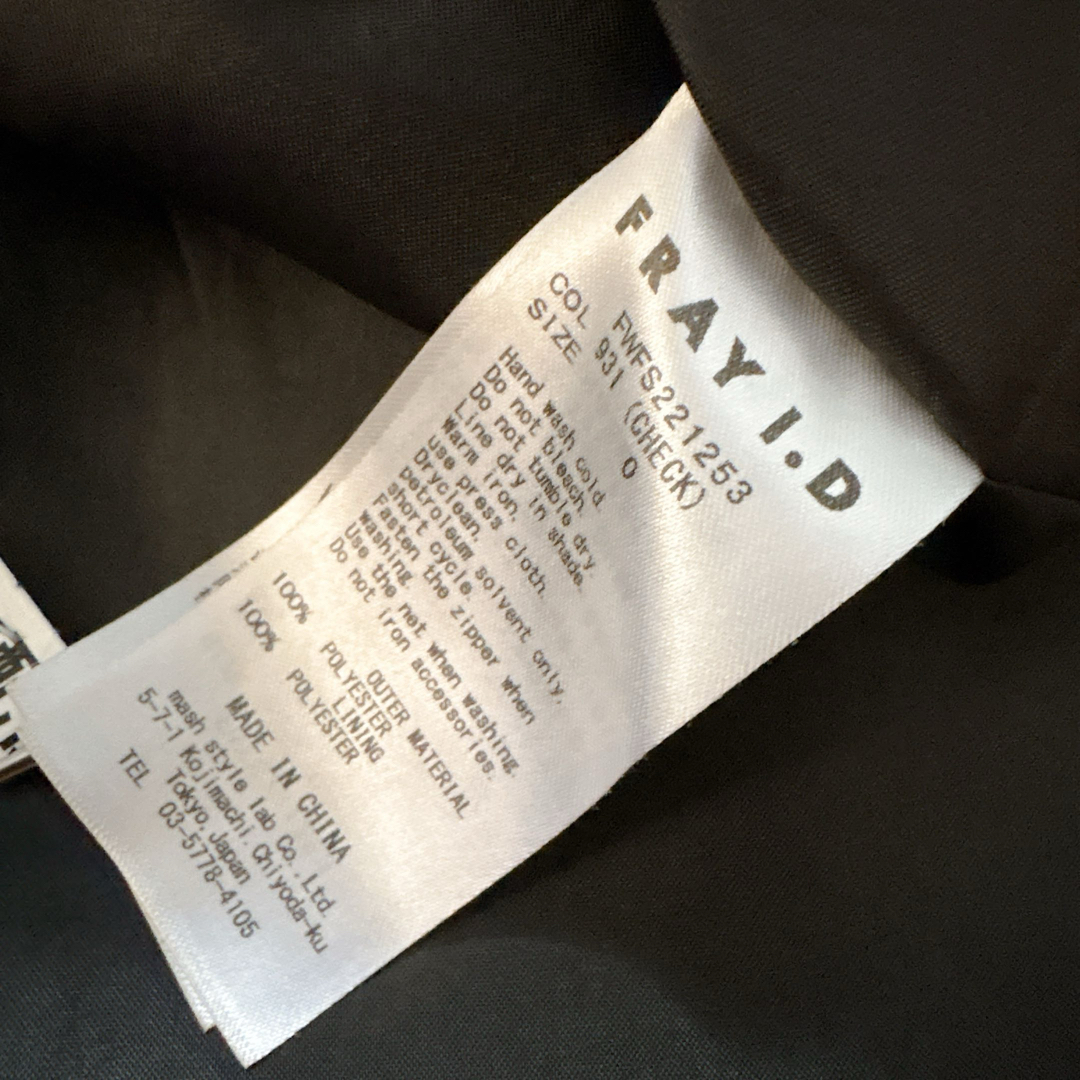 FRAY I.D
FWFS221253
COL 931 (CHECK)
SIZE 0
Hand wash cold
Do not bleach.
Do not tumble dry.
Line dry in shade.
Warm iron.
use press cloth.
Dryclean.
petroleum solvent only.
short cycle.
Fasten the zipper when
washing.
Use the net when washing.
Do not iron accessories.
OUTER MATERIAL
100% POLYESTER
LINING
100% POLYESTER
MADE IN CHINA
mash style lab Co.,Ltd.
5-7-1 Kojimachi.Chiyoda-ku
Tokyo,Japan
TEL 03-5778-4105